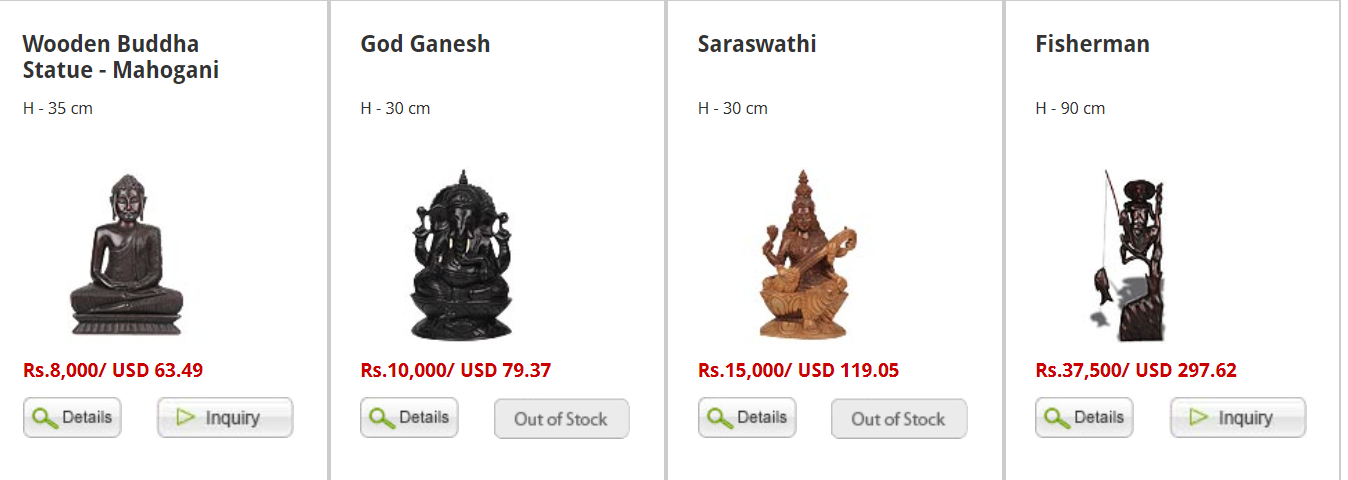 Wooden Buddha
Statue - Mahogani
H - 35 cm
Rs.8,000/ USD 63.49
Details
Inquiry
God Ganesh
H - 30 cm
Rs.10,000/ USD 79.37
Details
Out of Stock
Saraswathi
H - 30 cm
Rs.15,000/ USD 119.05
Details
Out of Stock
Fisherman
H - 90 cm
Rs.37,500/ USD 297.62
Details
Inquiry